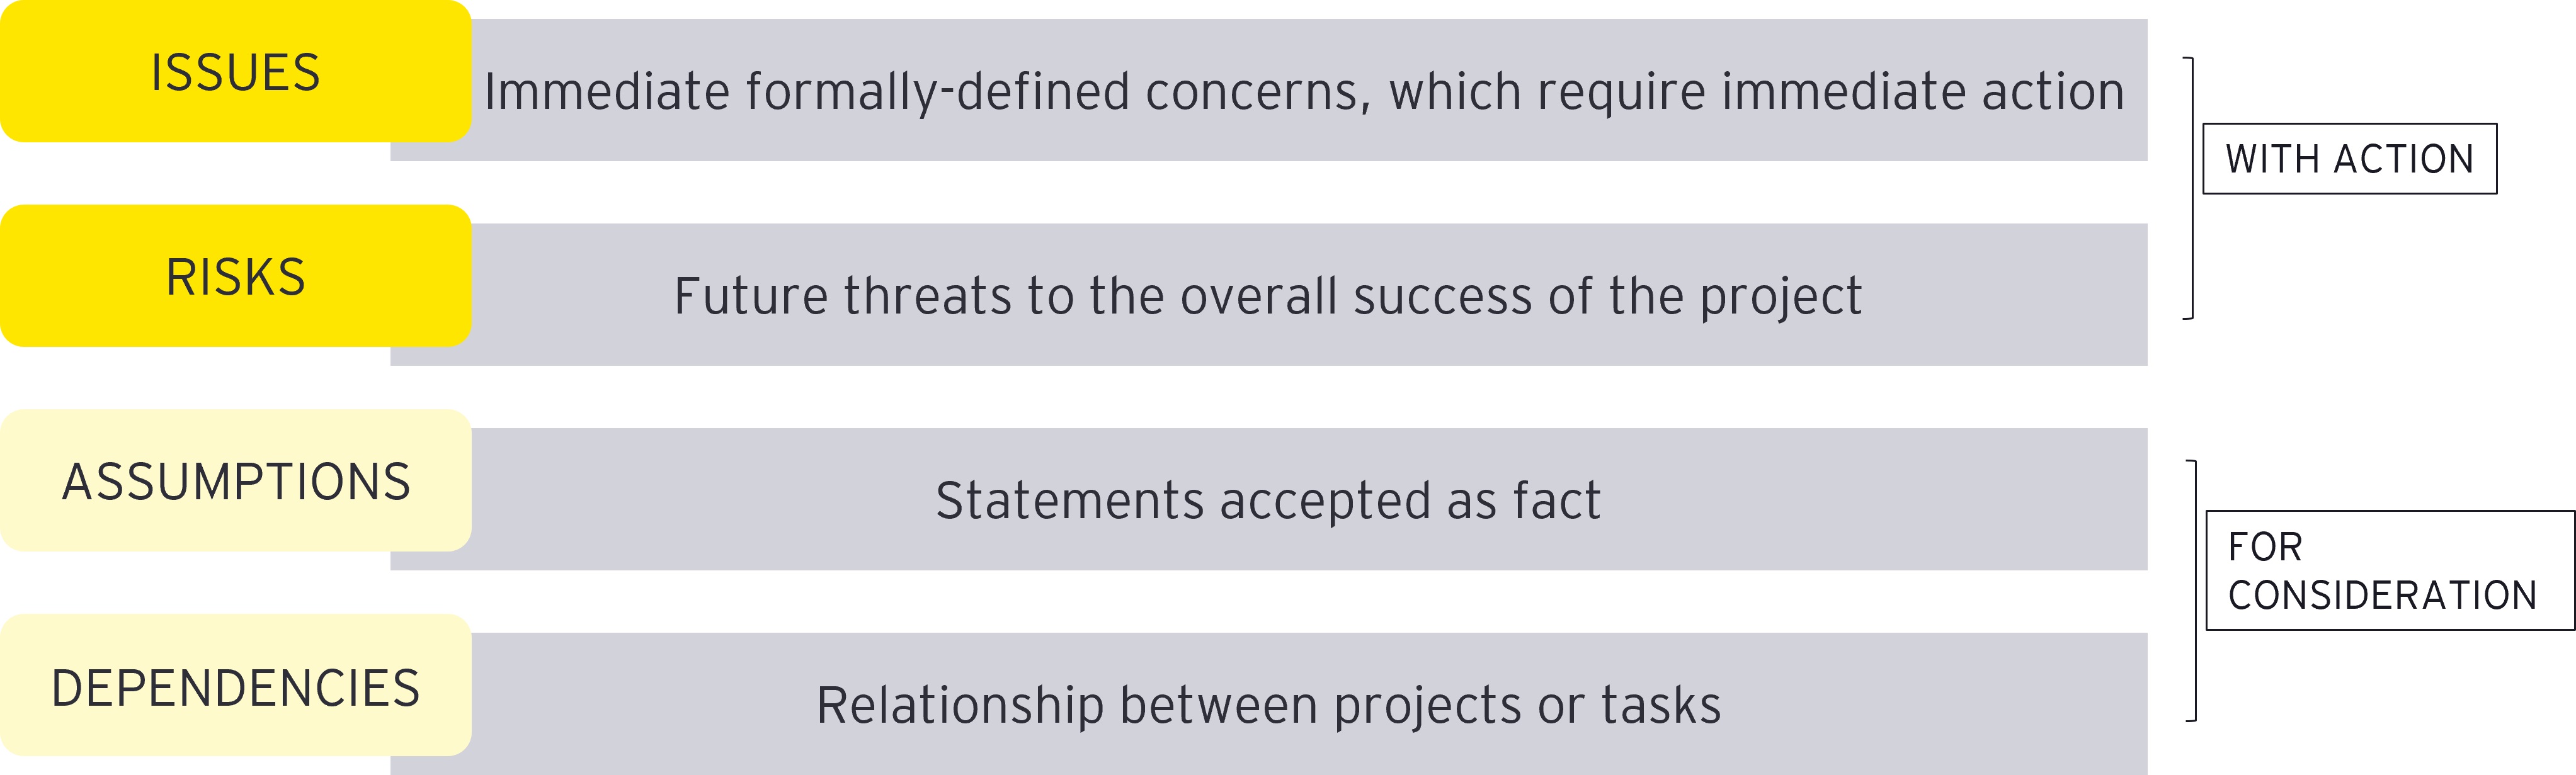 ISSUES
Immediate formally-defined concerns, which require immediate action
WITH ACTION
RISKS
Future threats to the overall success of the project
ASSUMPTIONS
Statements accepted as fact
FOR
CONSIDERATION
DEPENDENCIES
Relationship between projects or tasks